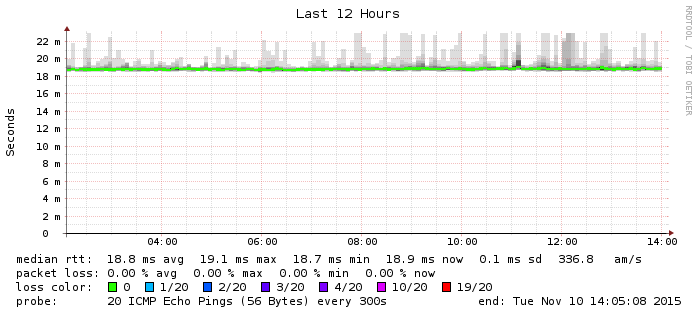 Last 12 Hours
RRDTOOL / TOBI OETIKER
Seconds
22 m
20 m
18 m
16 m
14 m
12 m
10 m
8 m
6 m
4 m
2 m
0
04:00 06:00 08:00 10:00 12:00 14:00
median rtt: 18.8 ms avg 19.1 ms max 18.7 ms min 18.9 ms now 0.1 ms sd 336.8 am/s
packet loss: 0.00 % avg 0.00 % max 0.00 % min 0.00 % now
loss color: 0 1/20 2/20 3/20 4/20 10/20 19/20
probe: 20 ICMP Echo Pings (56 Bytes) every 300s end: Tue Nov 10 14:05:08 2015